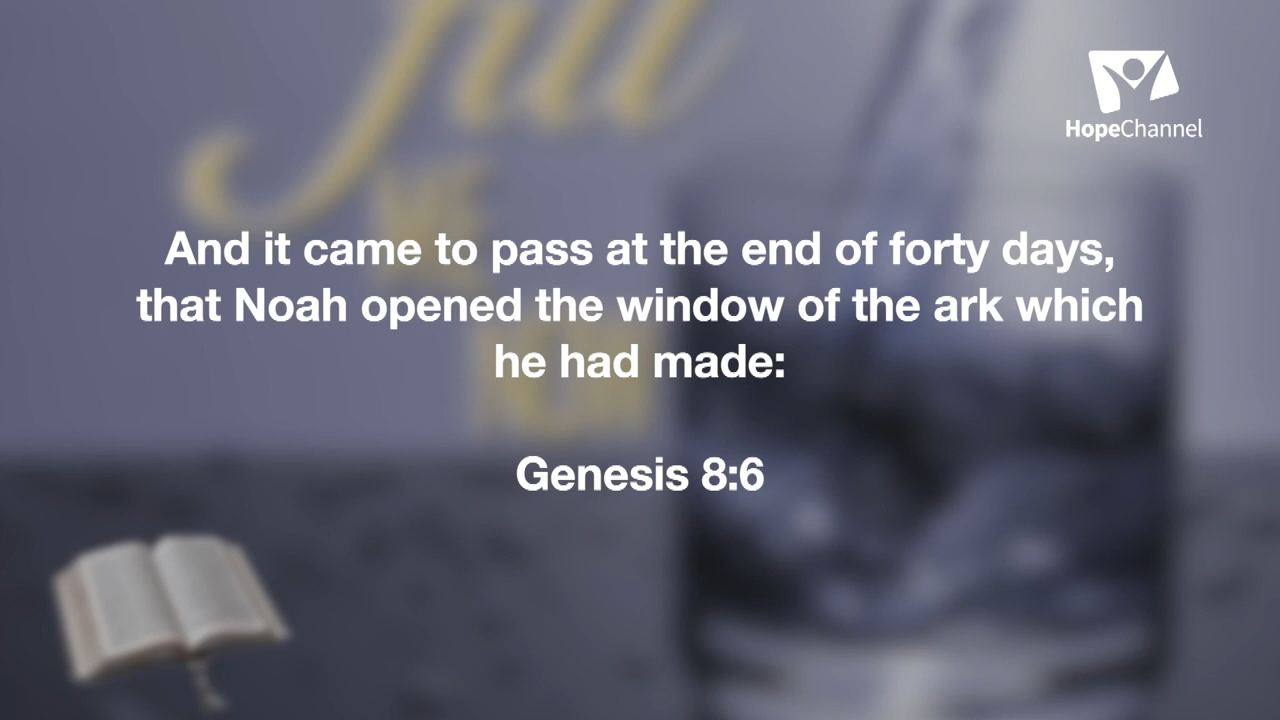 fill
HopeChannel
And it came to pass at the end of forty days,
that Noah opened the window of the ark which
he had made:
Genesis 8:6